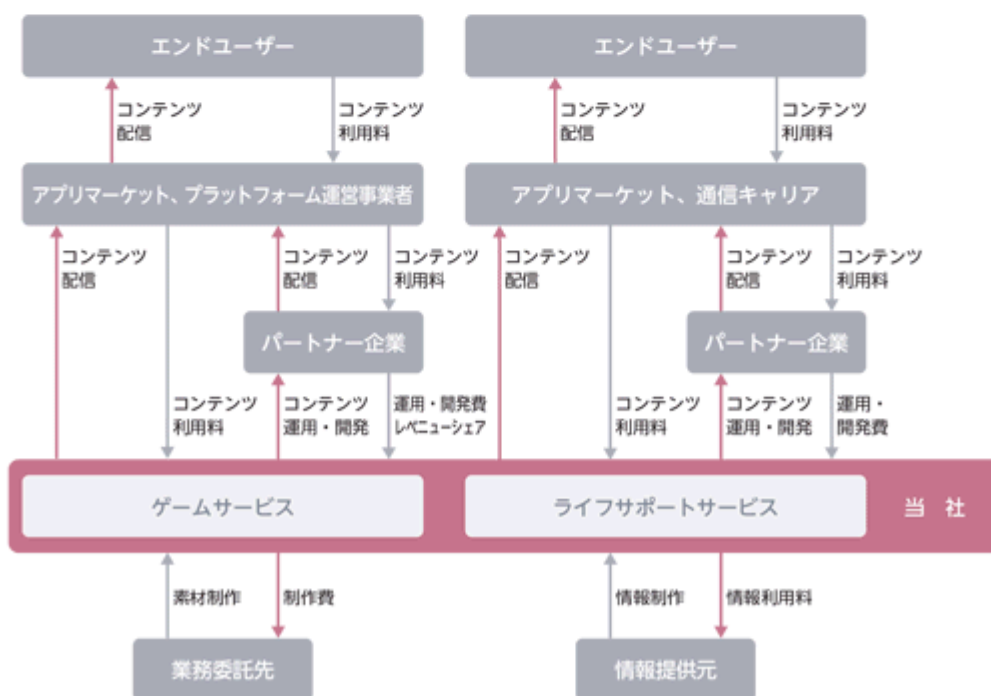 エンドユーザー
エンドユーザー
コンテンツ
配信
コンテンツ
利用料
コンテンツ
配信
コンテンツ
利用料
アプリマーケット、プラットフォーム運営事業者
アプリマーケット、通信キャリア
コンテンツ
配信
コンテンツ
配信
コンテンツ
利用料
コンテンツ
配信
コンテンツ
配信
コンテンツ
利用料
パートナー企業
パートナー企業
コンテンツ
利用料
コンテンツ
運用・開発
運用・開発費
レベニューシェア
コンテンツ
利用料
コンテンツ
運用・開発
運用・
開発費
ゲームサービス
ライフサポートサービス
当 社
素材制作
制作費
情報制作
情報利用料
業務委託先
情報提供元